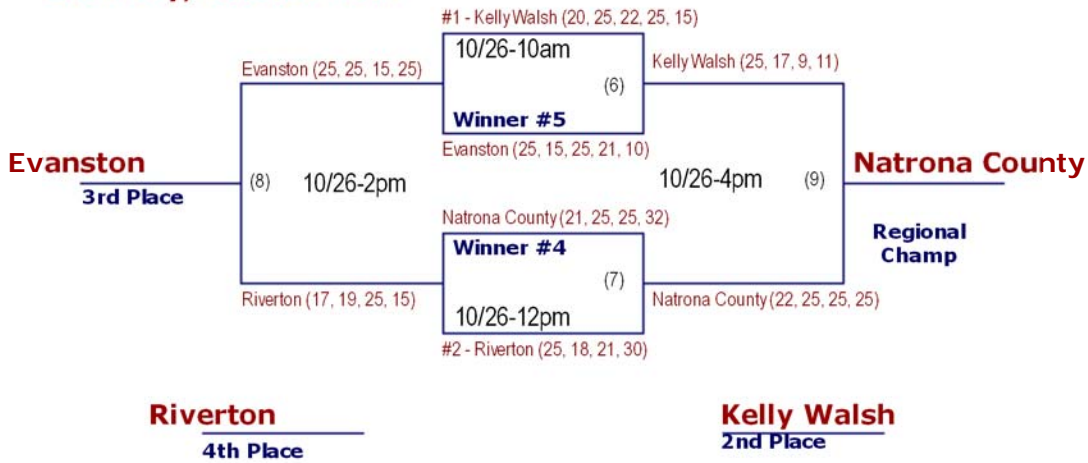 #1 - Kelly Walsh (20, 25, 22, 25, 15)
10/26-10am
Evanston (25, 25, 15, 25)
Kelly Walsh (25, 17, 9, 11)
(6)
Winner #5
Evanston (25, 15, 25, 21, 10)
Evanston
Natrona County
(8)
10/26-2pm
10/26-4pm
(9)
3rd Place
Natrona County (21, 25, 25, 32)
Winner #4
Regional
Champ
(7)
Riverton (17, 19, 25, 15)
Natrona County (22, 25, 25, 25)
10/26-12pm
#2 - Riverton (25, 18, 21, 30)
Riverton
Kelly Walsh
4th Place
2nd Place